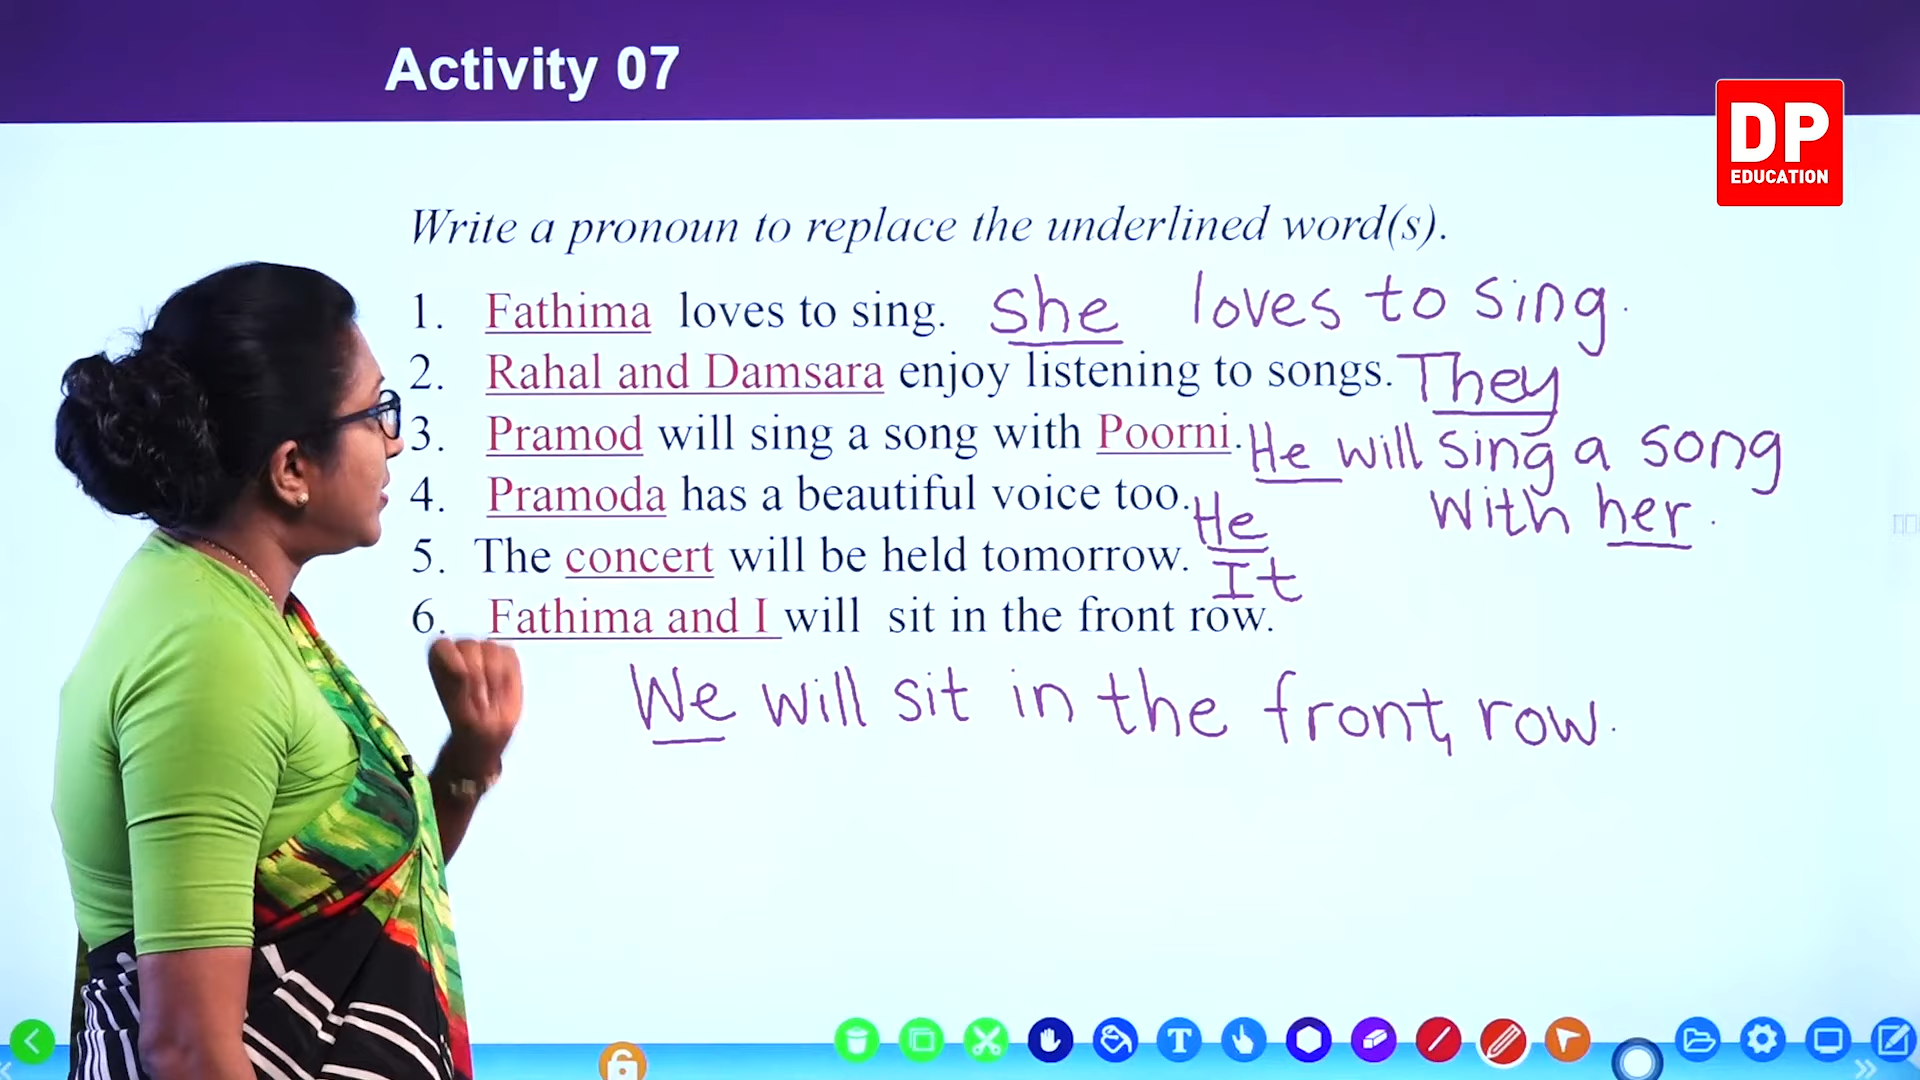 Activity 07
DP
EDUCATION
Write a pronoun to replace the underlined word(s).
1. Fathima loves to sing. She loves to sing.
2. Rahal and Damsara enjoy listening to songs. They
3. Pramod will sing a song with Poorni. He will sing a song
with her.
4. Pramoda has a beautiful voice too. He
5. The concert will be held tomorrow. It
6. Fathima and I will sit in the front row.
We will sit in the front row.
T